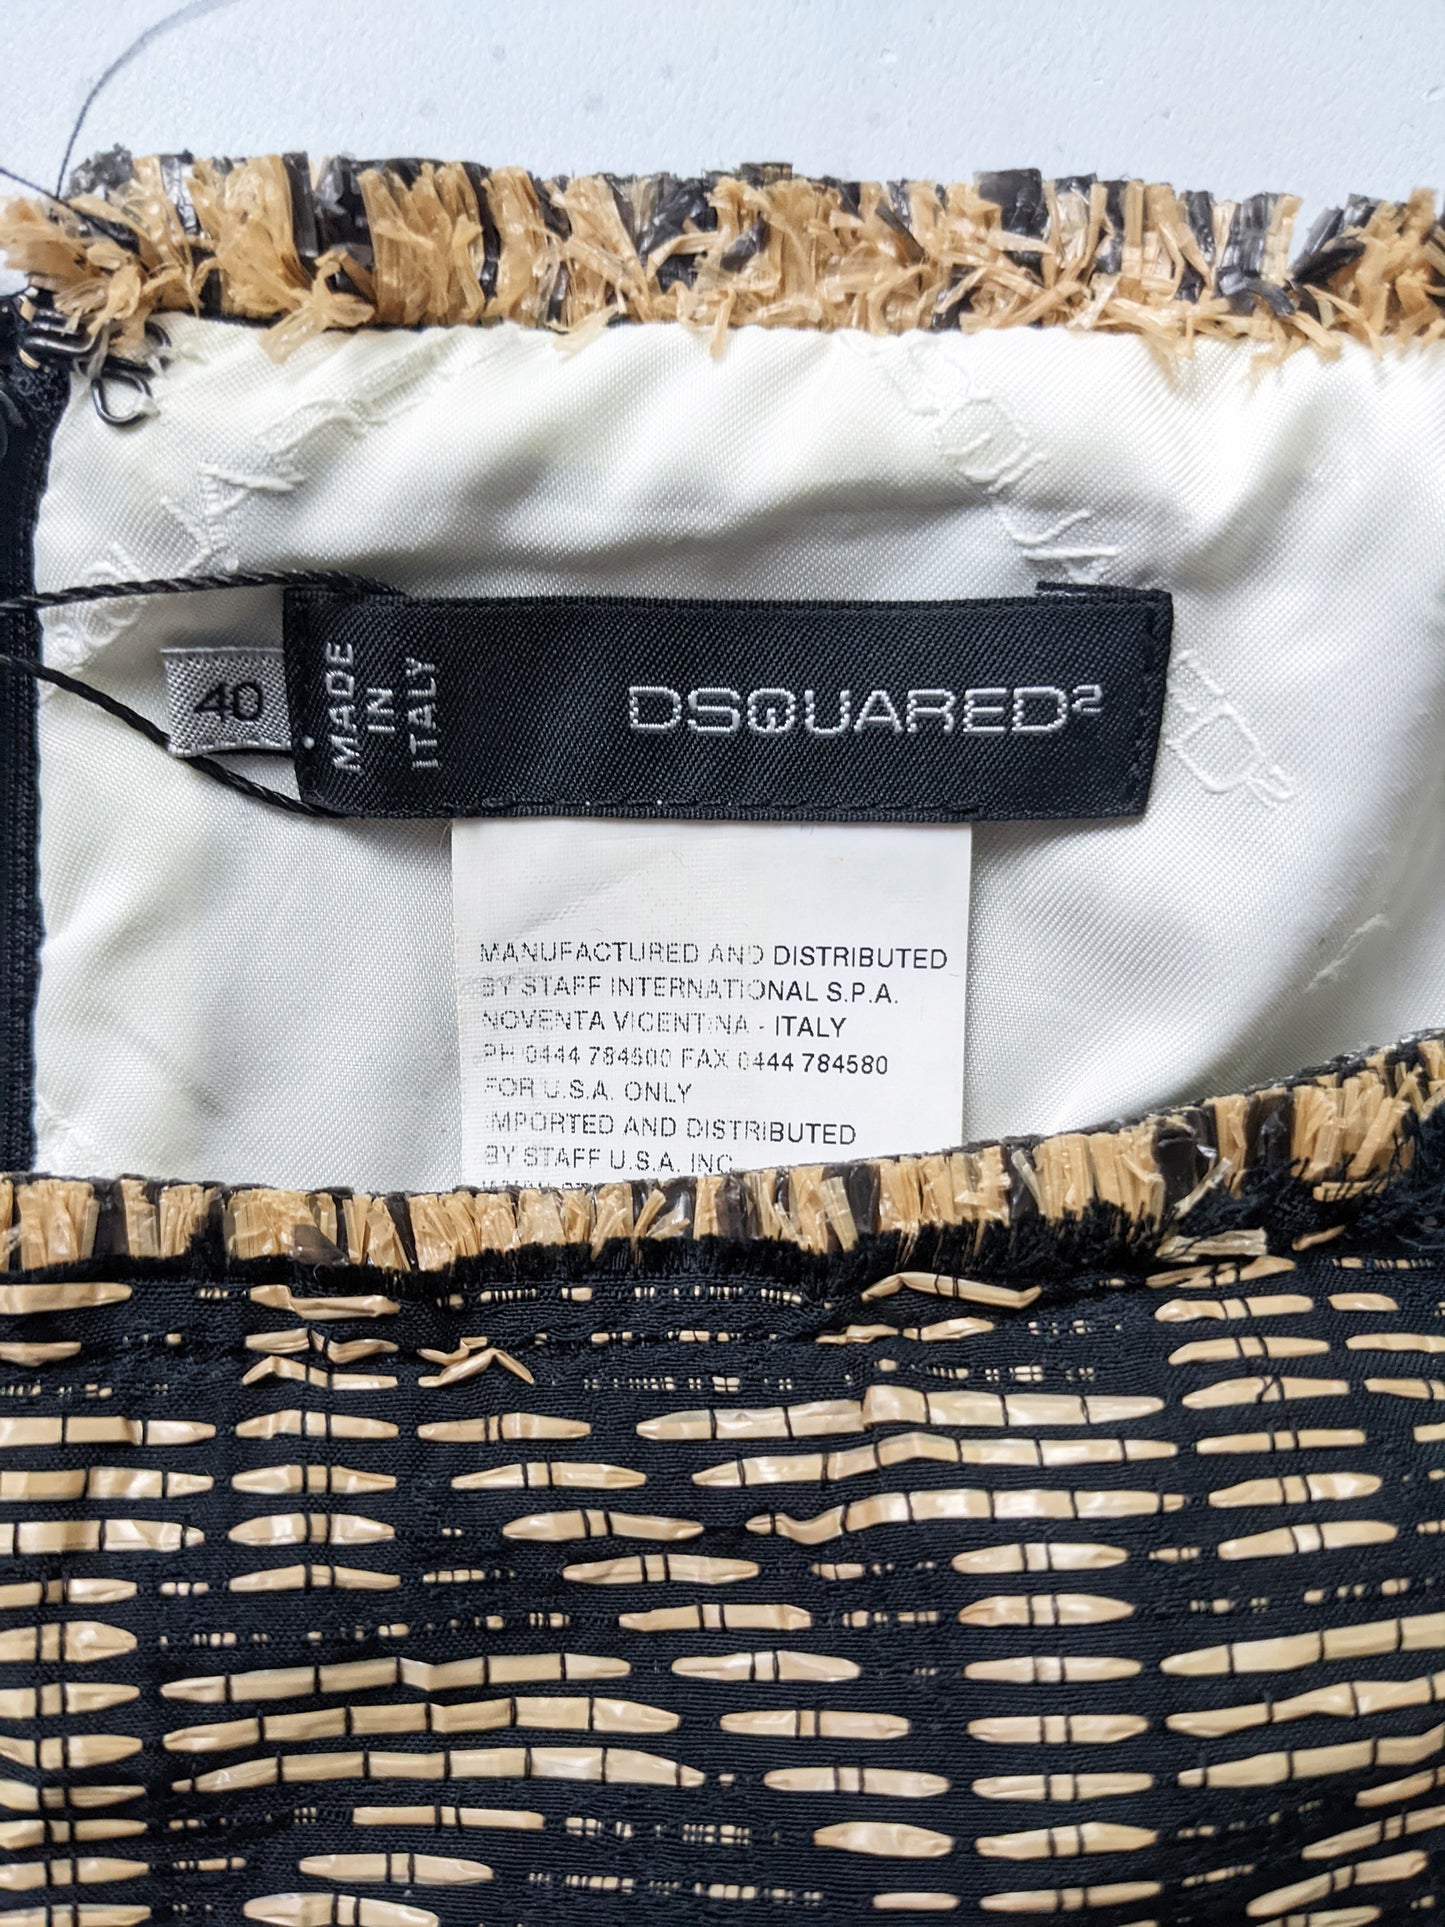 40
MADE
IN
ITALY
DSQUARED2
MANUFACTURED AND DISTRIBUTED
BY STAFF INTERNATIONAL S.P.A.
NOVENTA VICENTINA - ITALY
PH 0444 784600 FAX 0444 784580
FOR U.S.A. ONLY
IMPORTED AND DISTRIBUTED
BY STAFF U.S.A. INC